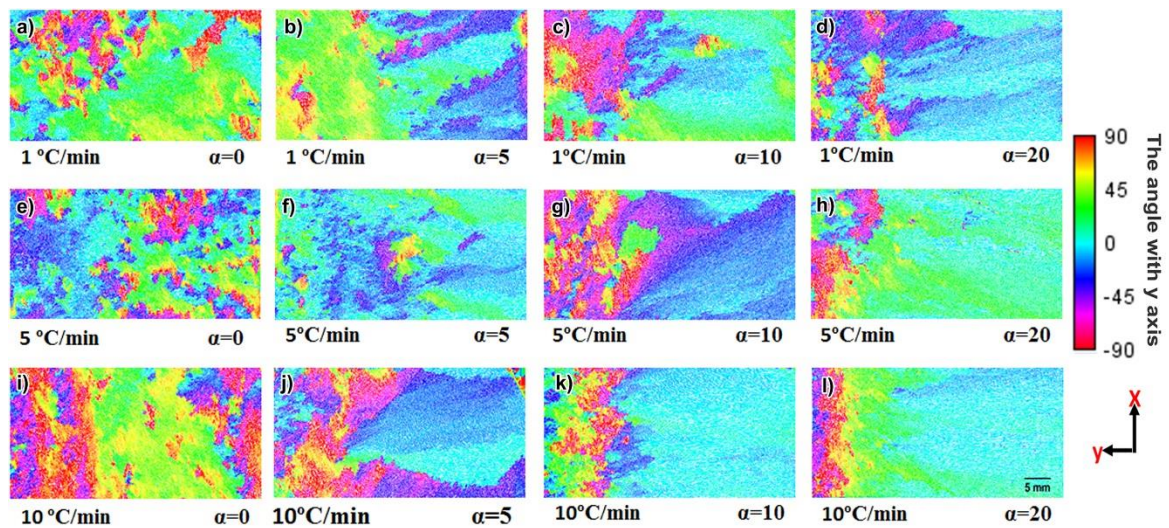 a) b) c) d)
1 ºC/min α=0 1 ºC/min α=5 1ºC/min α=10 1ºC/min α=20
e) f) g) h)
5 ºC/min α=0 5ºC/min α=5 5ºC/min α=10 5ºC/min α=20
i) j) k) l)
5 mm
10 ºC/min α=0 10ºC/min α=5 10ºC/min α=10 10ºC/min α=20
90
45
0
-45
-90
The angle with y axis
X
y